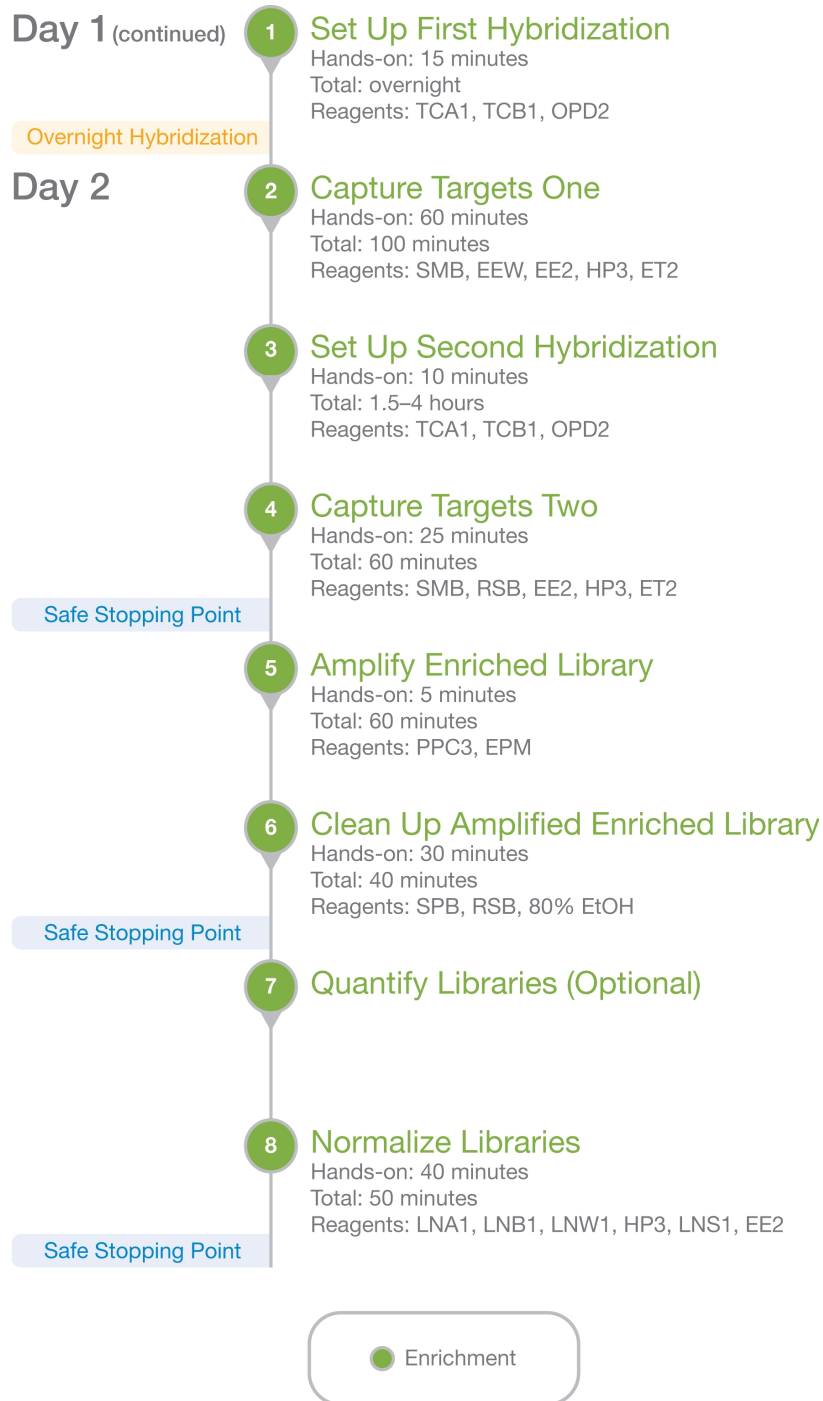 Day 1 (continued)
1
Set Up First Hybridization
Hands-on: 15 minutes
Total: overnight
Reagents: TCA1, TCB1, OPD2
Overnight Hybridization
Day 2
2
Capture Targets One
Hands-on: 60 minutes
Total: 100 minutes
Reagents: SMB, EEW, EE2, HP3, ET2
3
Set Up Second Hybridization
Hands-on: 10 minutes
Total: 1.5–4 hours
Reagents: TCA1, TCB1, OPD2
4
Capture Targets Two
Hands-on: 25 minutes
Total: 60 minutes
Reagents: SMB, RSB, EE2, HP3, ET2
Safe Stopping Point
5
Amplify Enriched Library
Hands-on: 5 minutes
Total: 60 minutes
Reagents: PPC3, EPM
6
Clean Up Amplified Enriched Library
Hands-on: 30 minutes
Total: 40 minutes
Reagents: SPB, RSB, 80% EtOH
Safe Stopping Point
7
Quantify Libraries (Optional)
8
Normalize Libraries
Hands-on: 40 minutes
Total: 50 minutes
Reagents: LNA1, LNB1, LNW1, HP3, LNS1, EE2
Safe Stopping Point
Enrichment